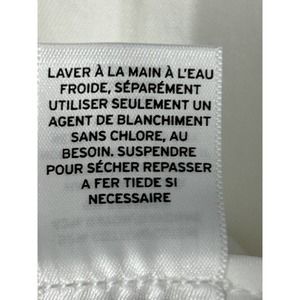 LAVER À LA MAIN À L'EAU
FROIDE, SÉPARÉMENT
UTILISER SEULEMENT UN
AGENT DE BLANCHIMENT
SANS CHLORE, AU
BESOIN. SUSPENDRE
POUR SÉCHER REPASSER
A FER TIEDE SI
NECESSAIRE